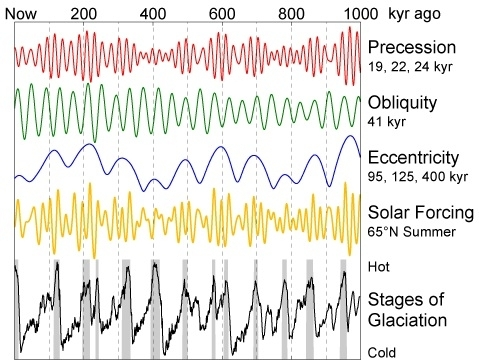 Now 200 400 600 800 1000 kyr ago
Precession
19, 22, 24 kyr
Obliquity
41 kyr
Eccentricity
95, 125, 400 kyr
Solar Forcing
65°N Summer
Hot
Stages of
Glaciation
Cold